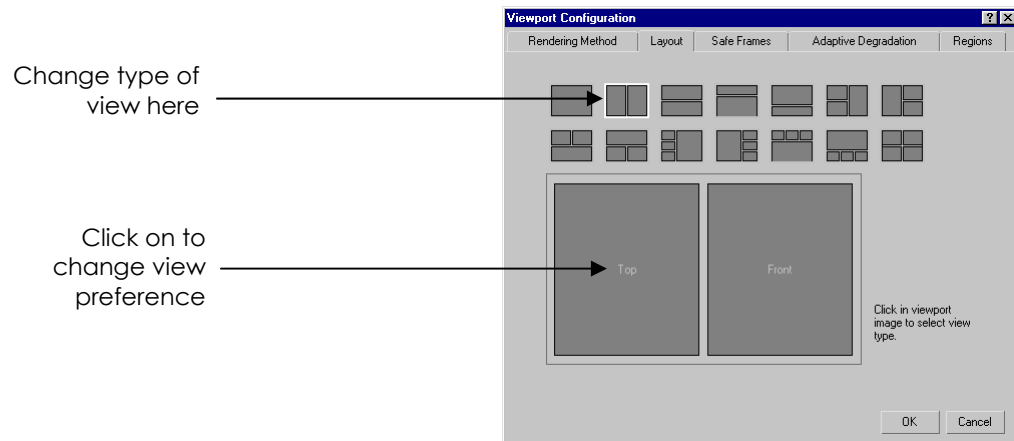 Viewport Configuration
Rendering Method Layout Safe Frames Adaptive Degradation Regions
Change type of
view here
Click on to
change view
preference
Top Front
Click in viewport
image to select view
type.
OK Cancel